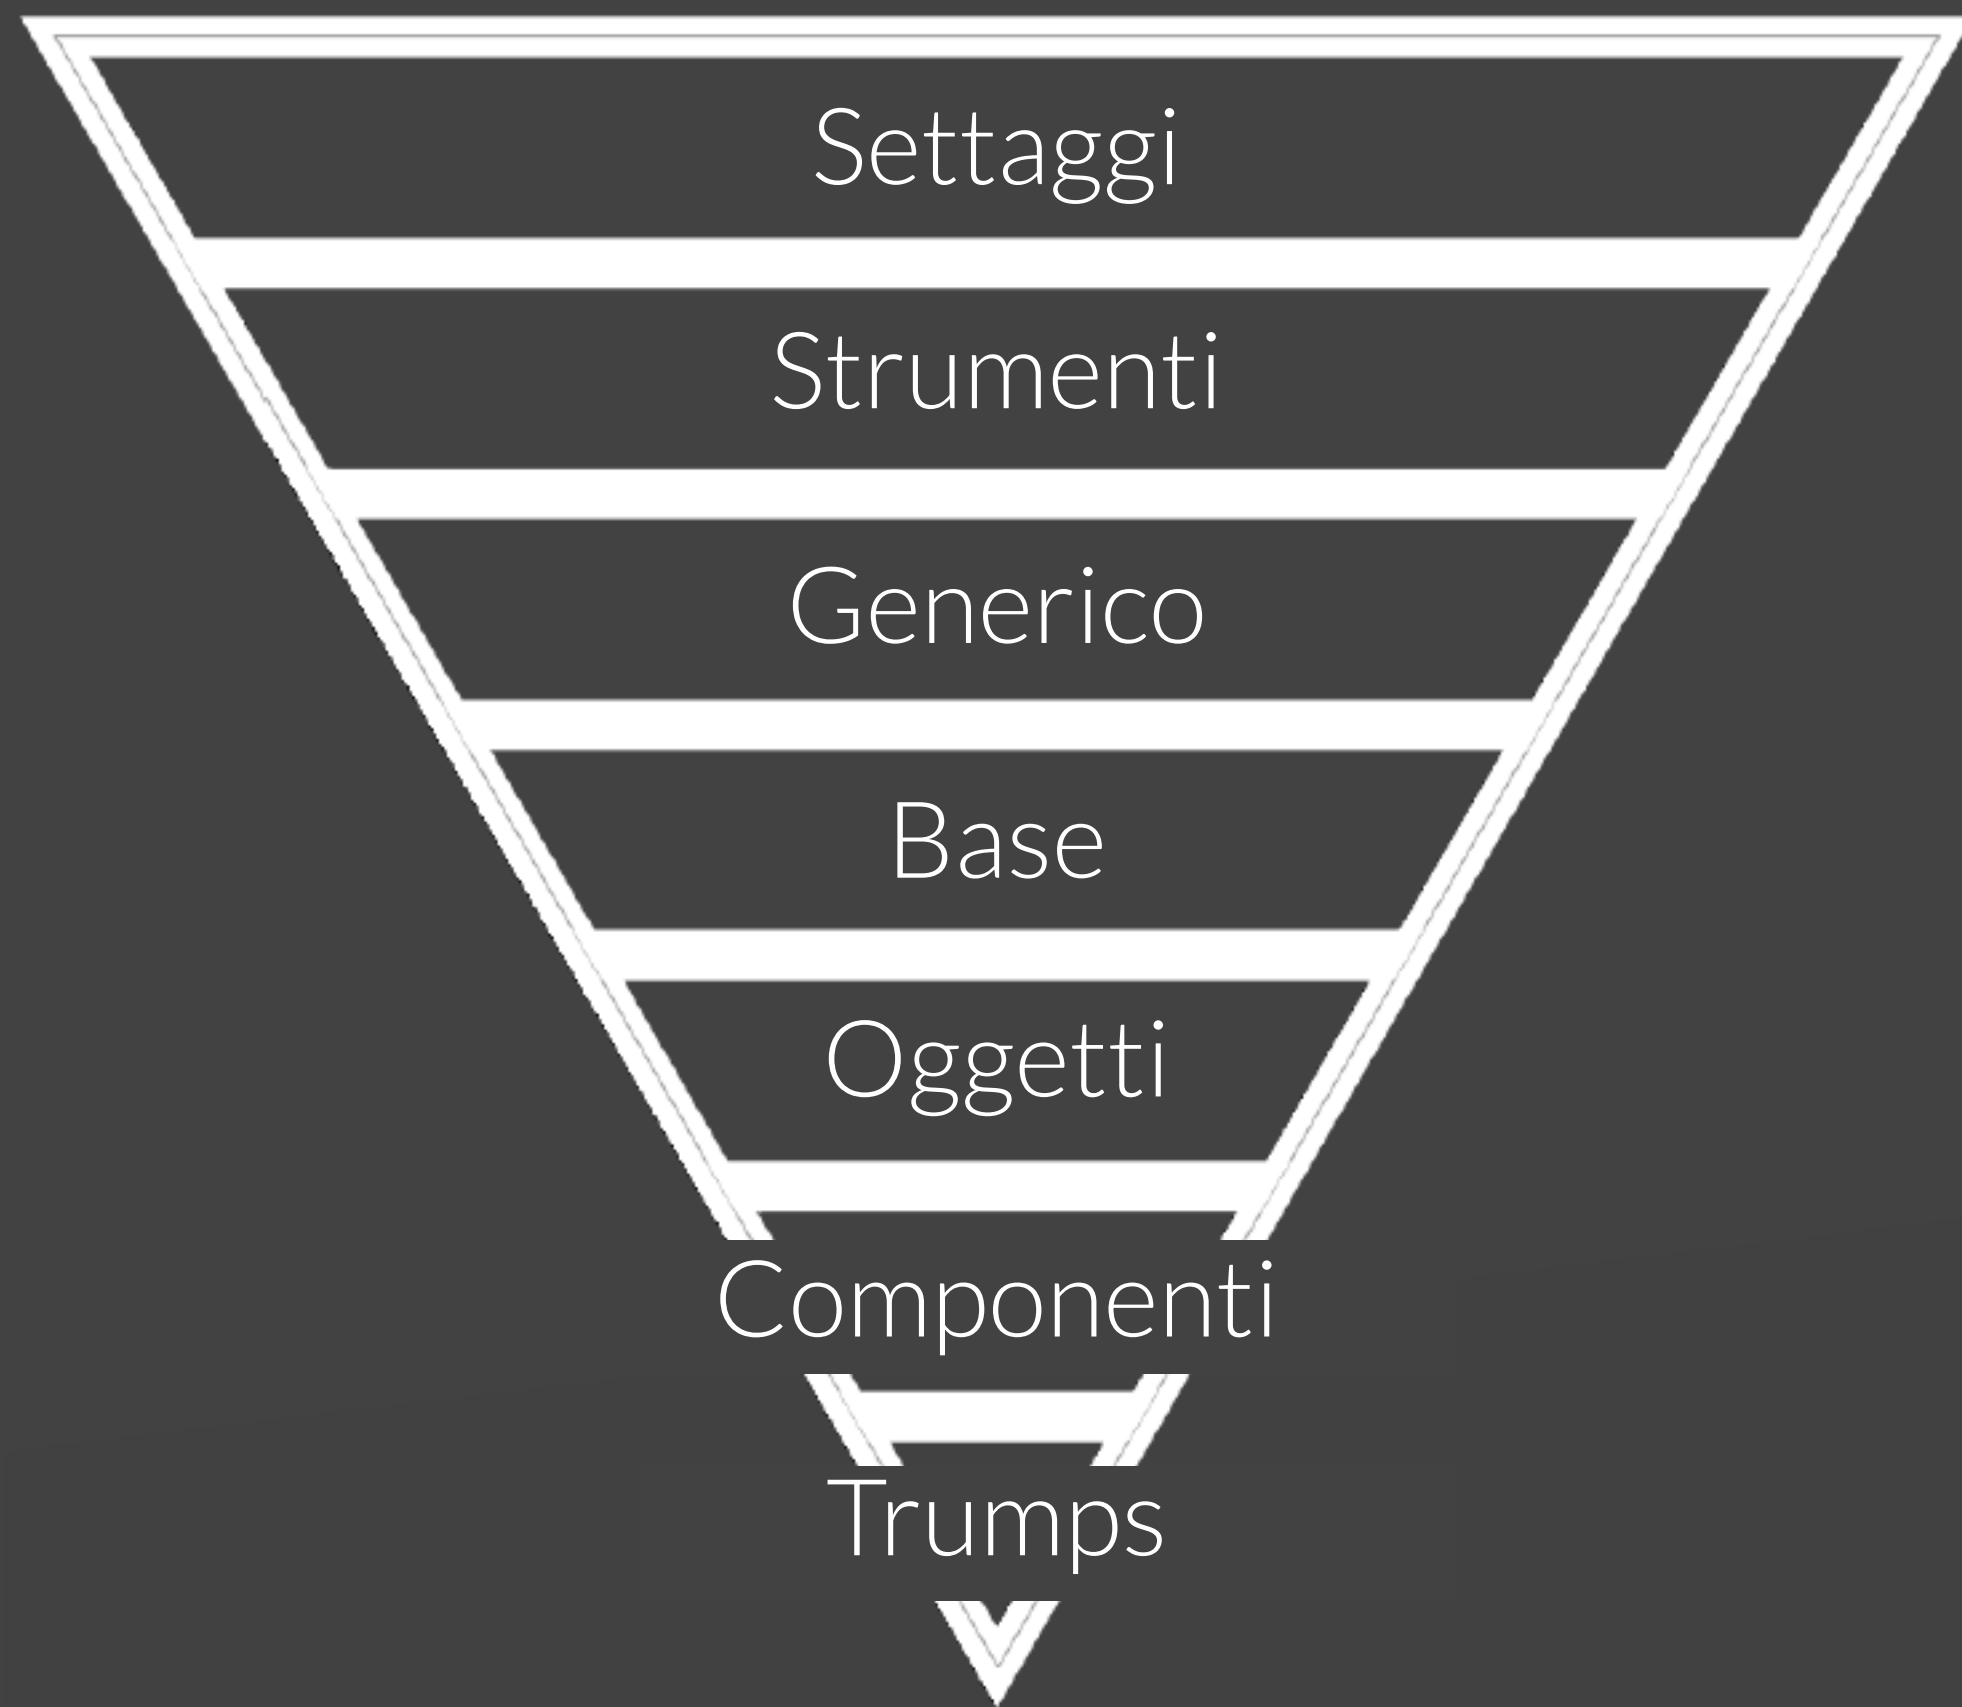 Settaggi
Strumenti
Generico
Base
Oggetti
Componenti
Trumps